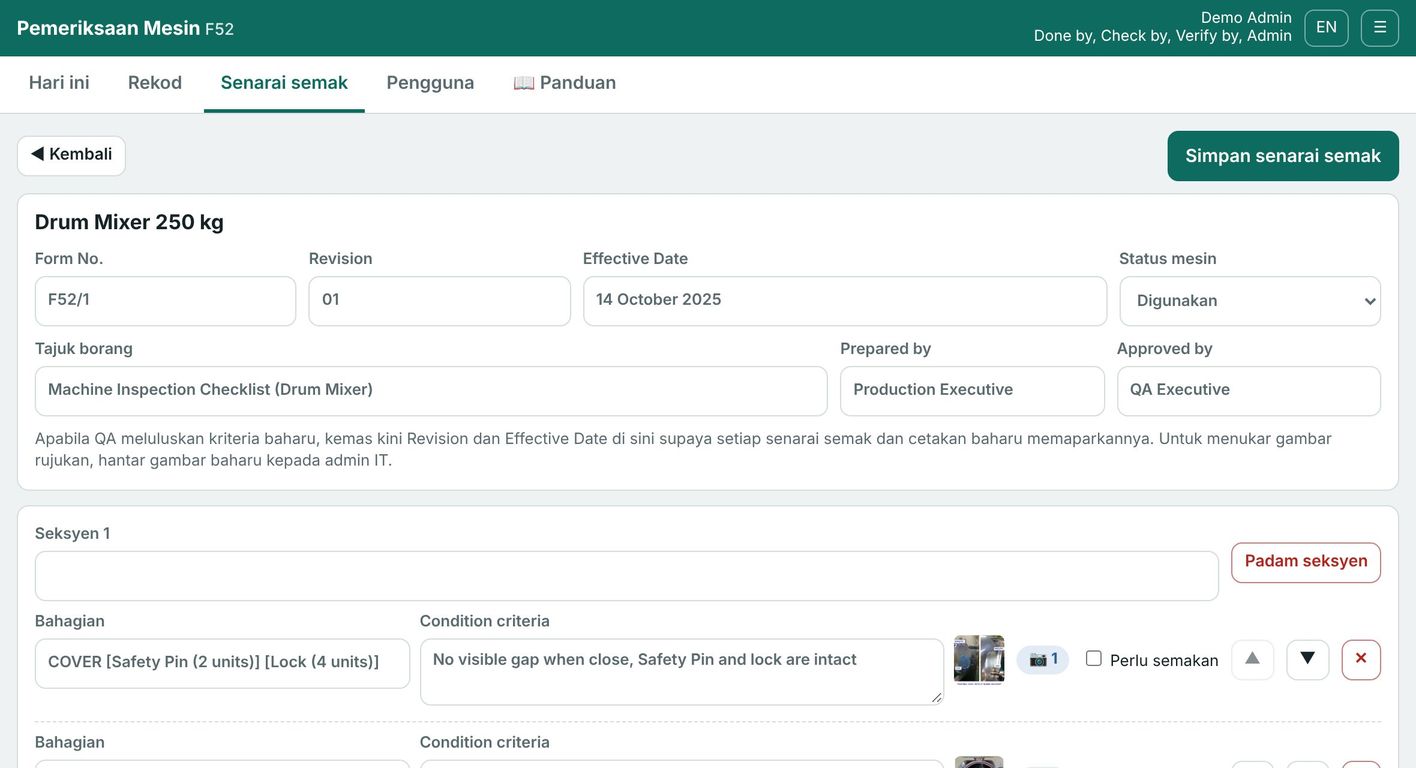 Pemeriksaan Mesin F52
Demo Admin
Done by, Check by, Verify by, Admin
EN
Hari ini
Rekod
Senarai semak
Pengguna
Panduan
Kembali
Simpan senarai semak
Drum Mixer 250 kg
Form No.
Revision
Effective Date
Status mesin
F52/1
01
14 October 2025
Digunakan
Tajuk borang
Prepared by
Approved by
Machine Inspection Checklist (Drum Mixer)
Production Executive
QA Executive
Apabila QA meluluskan kriteria baharu, kemas kini Revision dan Effective Date di sini supaya setiap senarai semak dan cetakan baharu memaparkannya. Untuk menukar gambar
rujukan, hantar gambar baharu kepada admin IT.
Seksyen 1
Padam seksyen
Bahagian
Condition criteria
COVER [Safety Pin (2 units)] [Lock (4 units)]
No visible gap when close, Safety Pin and lock are intact
1
Perlu semakan
Bahagian
Condition criteria